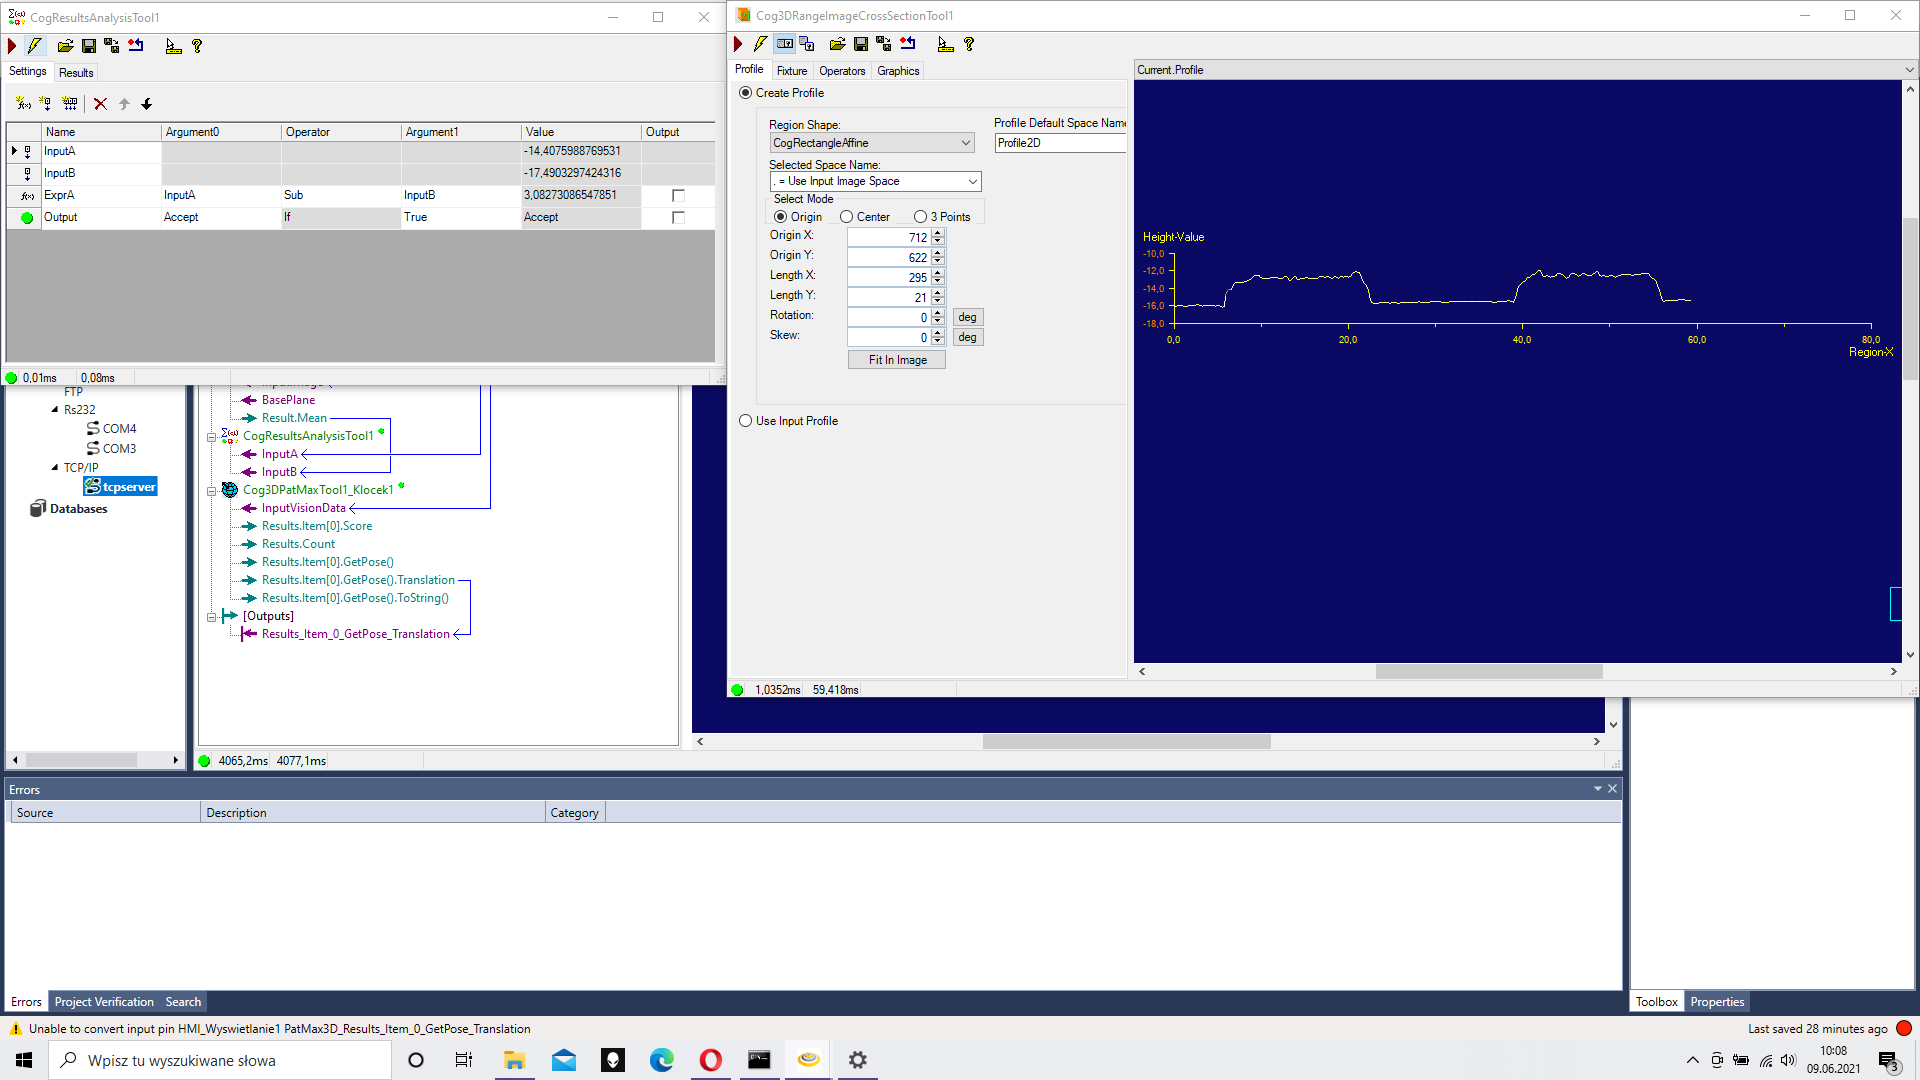 CogResultsAnalysisTool1
Settings
Results
Name Argument0 Operator Argument1 Value Output
InputA -14,4075988769531
InputB -17,4903297424316
ExprA InputA Sub InputB 3,08273086547851
Output Accept If True Accept
0,01ms 0,08ms
FTP
Rs232
COM4
COM3
TCP/IP
tcpserver
Databases
BasePlane
Result.Mean
CogResultsAnalysisTool1
InputA
InputB
Cog3DPatMaxTool1_Klocek1
InputVisionData
Results.Item[0].Score
Results.Count
Results.Item[0].GetPose()
Results.Item[0].GetPose().Translation
Results.Item[0].GetPose().ToString()
[Outputs]
Results_Item_0_GetPose_Translation
4065,2ms 4077,1ms
Cog3DRangeImageCrossSectionTool1
Profile Fixture Operators Graphics
Create Profile
Region Shape:
CogRectangleAffine
Profile Default Space Name
Profile2D
Selected Space Name:
. = Use Input Image Space
Select Mode
Origin Center 3 Points
Origin X: 712
Origin Y: 622
Length X: 295
Length Y: 21
Rotation: 0 deg
Skew: 0 deg
Fit In Image
Use Input Profile
1,0352ms 59,418ms
Current.Profile
Height-Value
-10,0
-12,0
-14,0
-16,0
-18,0
0,0 20,0 40,0 60,0 80,0
Region-X
Errors
Source Description Category
Errors Project Verification Search
Toolbox Properties
Unable to convert input pin HMI_Wyswietlanie1 PatMax3D_Results_Item_0_GetPose_Translation
Last saved 28 minutes ago
Wpisz tu wyszukiwane słowa
10:08
09.06.2021
3